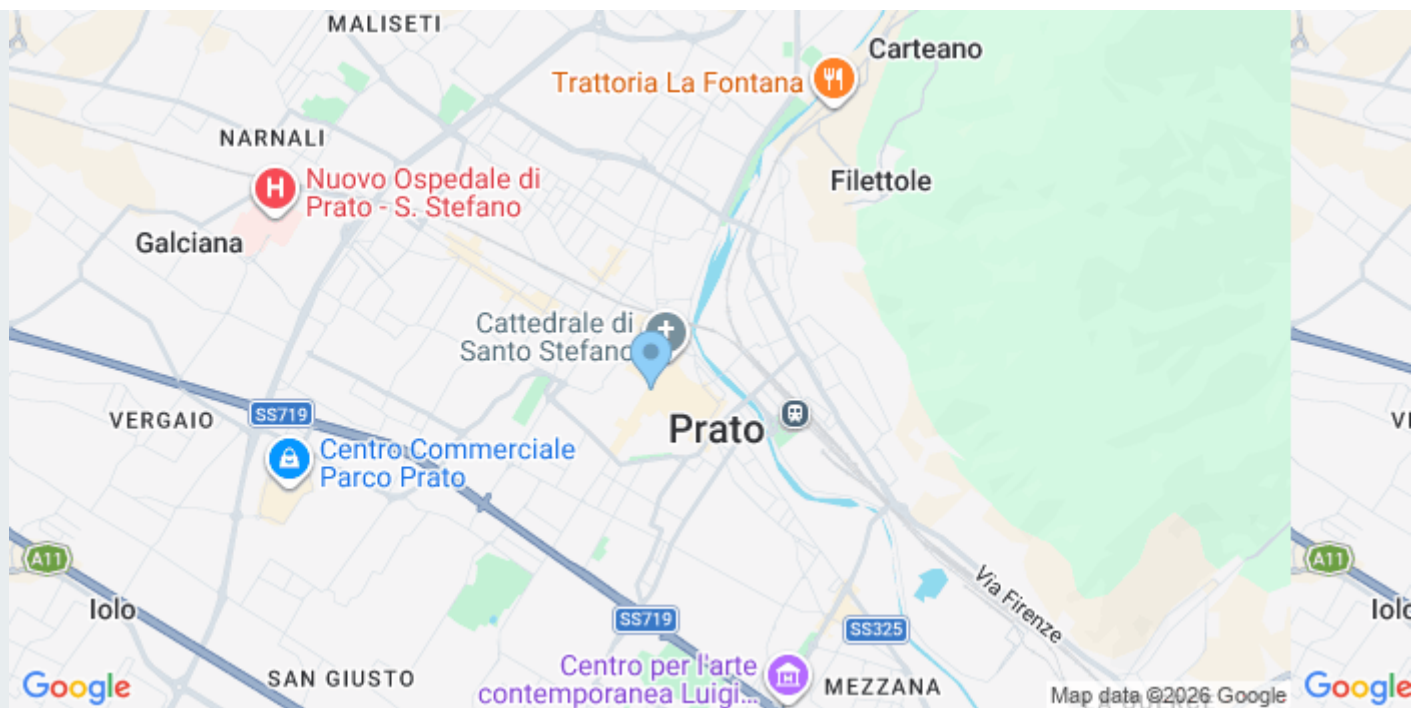 MALISETI
Carteano
Trattoria La Fontana
NARNALI
Nuovo Ospedale di
Prato - S. Stefano
Filettole
Galciana
Cattedrale di
Santo Stefano
VERGAIO
SS719
Prato
Centro Commerciale
Parco Prato
A11
A11
Iolo
SS719
SS325
Via Firenze
SAN GIUSTO
Centro per l'arte
contemporanea Luigi...
MEZZANA
Google
Map data ©2026 Google
Google